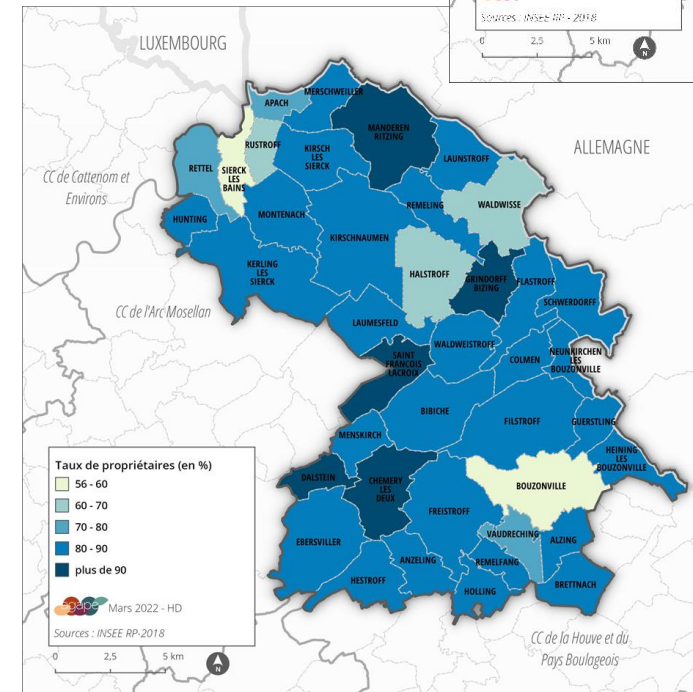 Sources : INSEE RP - 2018
0 2,5 5 km
N
LUXEMBOURG
ALLEMAGNE
CC de Cattenom et
Environs
CC de l'Arc Mosellan
MERSCHWEILLER
APACH
MANDEREN
RITZING
RUSTROFF
KIRSCH
LES
SIERCK
LAUNSTROFF
RETTEL
SIERCK
LES
BAINS
REMELING
WALDWISSE
HUNTING
MONTENACH
KIRSCHNAUMEN
KERLING
LES
SIERCK
HALSTROFF
GRINDORFF
BIZING
FLASTROFF
SCHWERDORFF
LAUMESFELD
WALDWEISTROFF
SAINT
FRANCOIS
LACROIX
COLMEN
NEUNKIRCHEN
LES
BOUZONVILLE
BIBICHE
FILSTROFF
GUERSTLING
MENSKIRCH
HEINING
LES
BOUZONVILLE
DALSTEIN
CHEMERY
LES
DEUX
BOUZONVILLE
FREISTROFF
VAUDRECHING
ALZING
EBERSVILLER
ANZELING
REMELFANG
HESTROFF
HOLLING
BRETTNACH
CC de la Houve et du
Pays Boulageois
Taux de propriétaires (en %)
56 - 60
60 - 70
70 - 80
80 - 90
plus de 90
agape Mars 2022 - HD
Sources : INSEE RP-2018
0 2,5 5 km
N